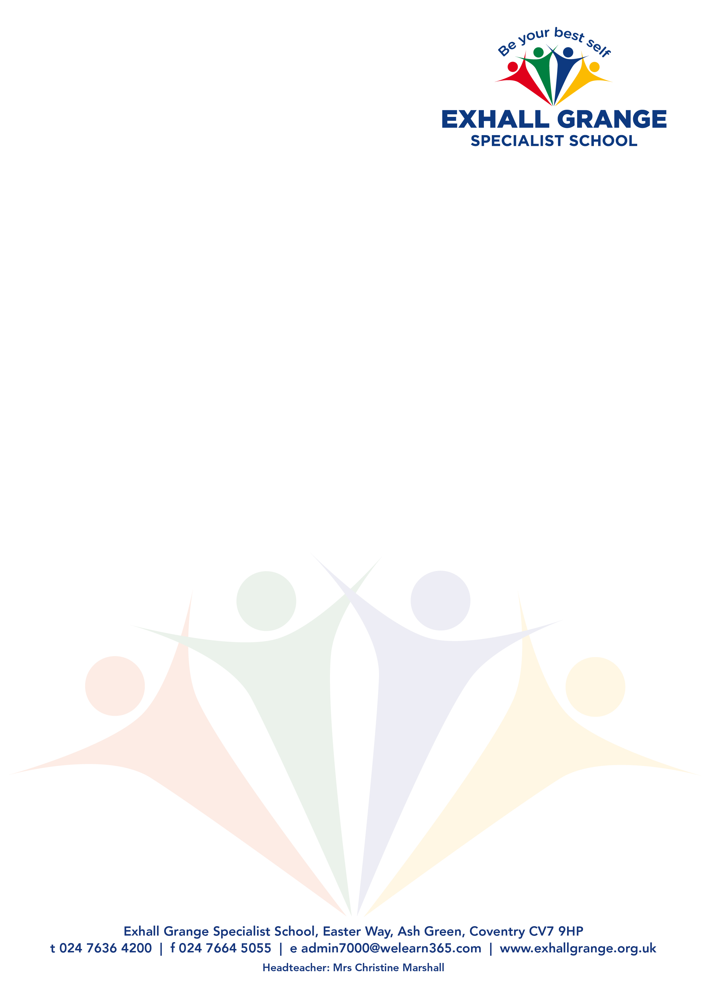 Be your best self
EXHALL GRANGE
SPECIALIST SCHOOL
Exhall Grange Specialist School, Easter Way, Ash Green, Coventry CV7 9HP
t 024 7636 4200 | f 024 7664 5055 | e admin7000@welearn365.com | www.exhallgrange.org.uk
Headteacher: Mrs Christine Marshall